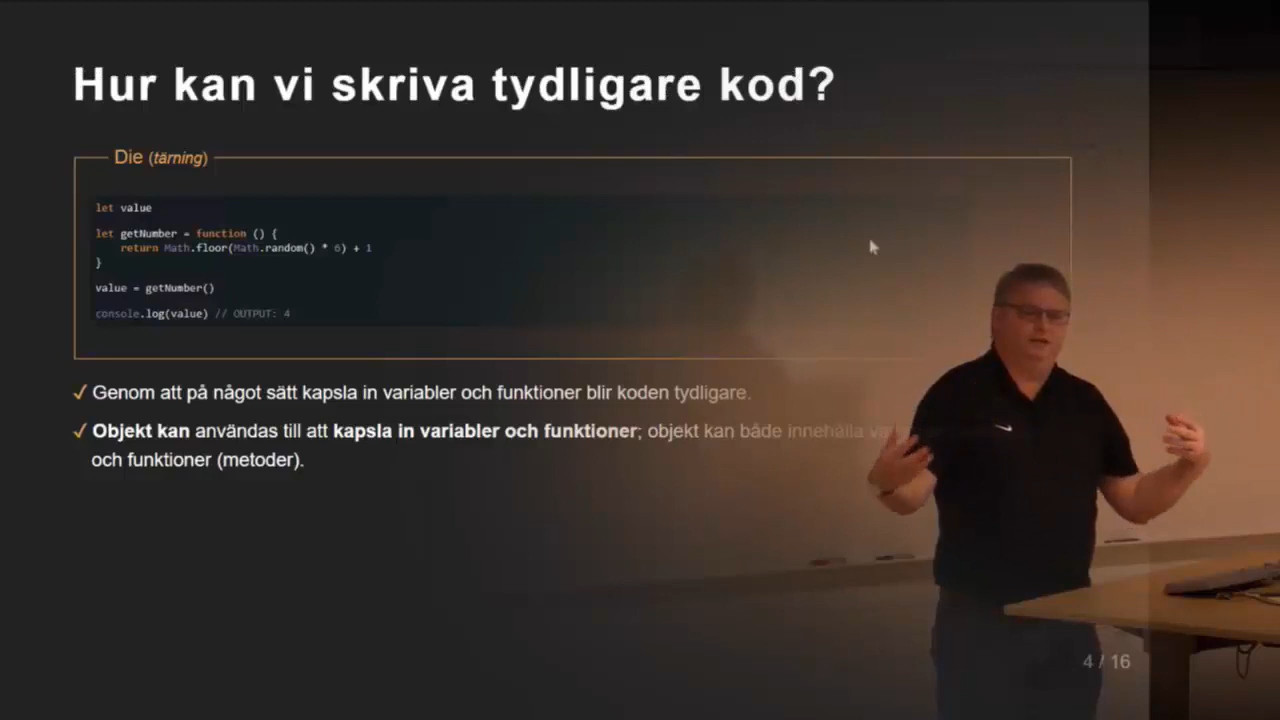 Hur kan vi skriva tydligare kod?
Die (tärning)
let value
let getNumber = function () {
return Math.floor(Math.random() * 6) + 1
}
value = getNumber()
console.log(value) // OUTPUT: 4
✓ Genom att på något sätt kapsla in variabler och funktioner blir koden tydligare.
✓ Objekt kan användas till att kapsla in variabler och funktioner; objekt kan både innehålla
och funktioner (metoder).
4 / 16